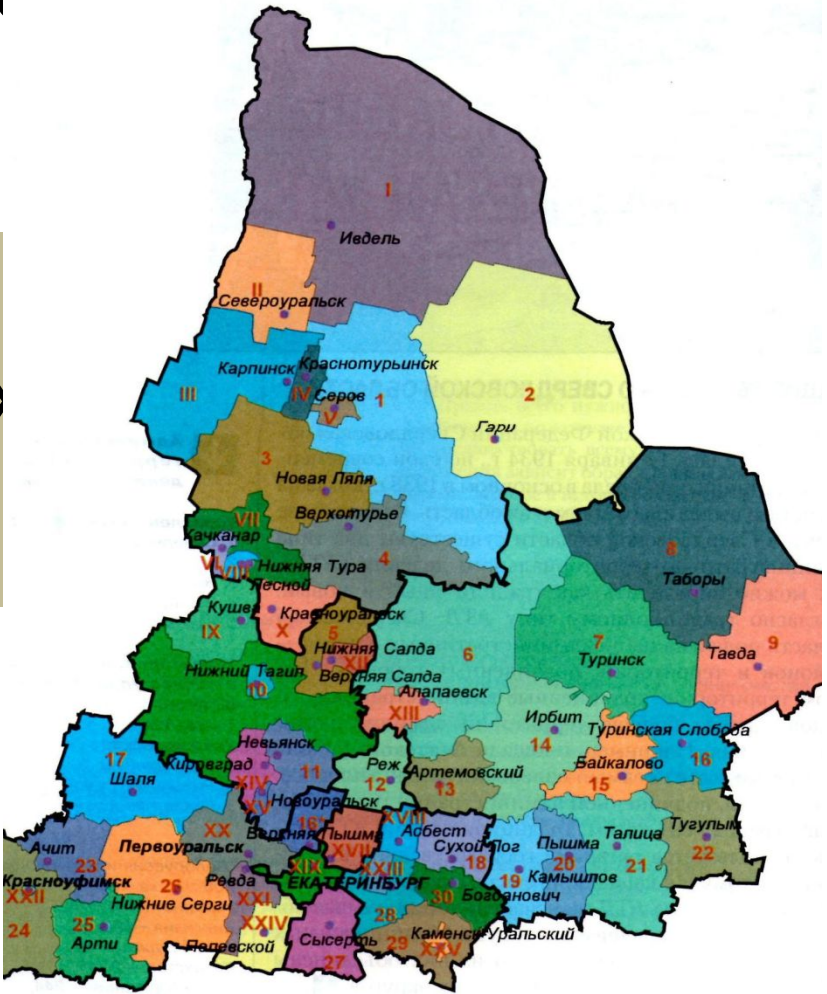 I
Ивдель
II
Североуральск
Карпинск
Краснотурьинск
III
IV
Серов
V
1
2
Гари
3
Новая Ляля
Верхотурье
VII
Качканар
VI
VIII
Нижняя Тура
4
8
Таборы
Лесной
Кушва
X
Красноуральск
IX
5
6
7
9
Нижняя Салда
XII
Туринск
Тавда
Нижний Тагил
10
Верхняя Салда
Алапаевск
XIII
Ирбит
14
Туринская Слобода
16
Невьянск
17
Шаля
Кировград
XIV
11
Реж
12
Артемовский
13
Байкалово
15
XV
Новоуральск
16
XVIII
Асбест
Талица
Тугулым
Ачит
23
XX
Первоуральск
Верхняя
Пышма
XVII
Сухой Лог
18
Пышма
20
21
22
XIX
ЕКАТЕРИНБУРГ
XXIII
19
Камышлов
Красноуфимск
XXII
26
Нижние Серги
Ревда
XXI
30
Богданович
24
25
Арти
XXIV
Полевской
Сысерть
27
28
29
Каменск-Уральский
XXV